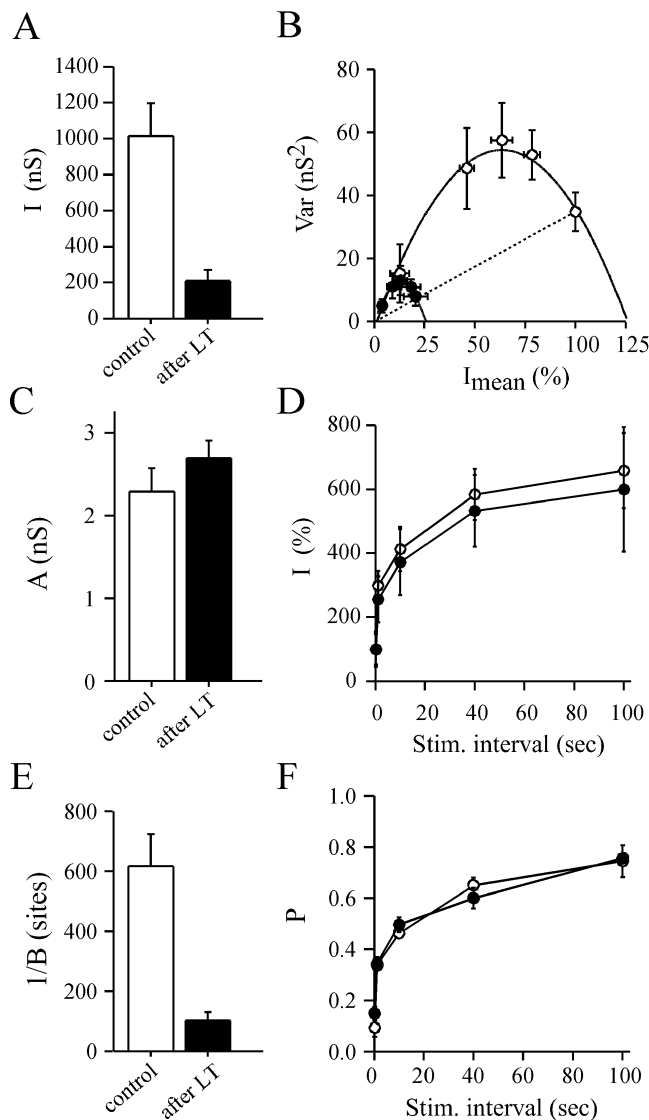 A
I (nS)
1400
1200
1000
800
600
400
200
0
control
after LT
B
Var (nS²)
80
60
40
20
0
0 25 50 75 100 125
Imean (%)
C
A (nS)
3
2
1
0
control
after LT
D
I (%)
800
600
400
200
0
0 20 40 60 80 100
Stim. interval (sec)
E
1/B (sites)
800
600
400
200
0
control
after LT
F
P
1.0
0.8
0.6
0.4
0.2
0.0
0 20 40 60 80 100
Stim. interval (sec)